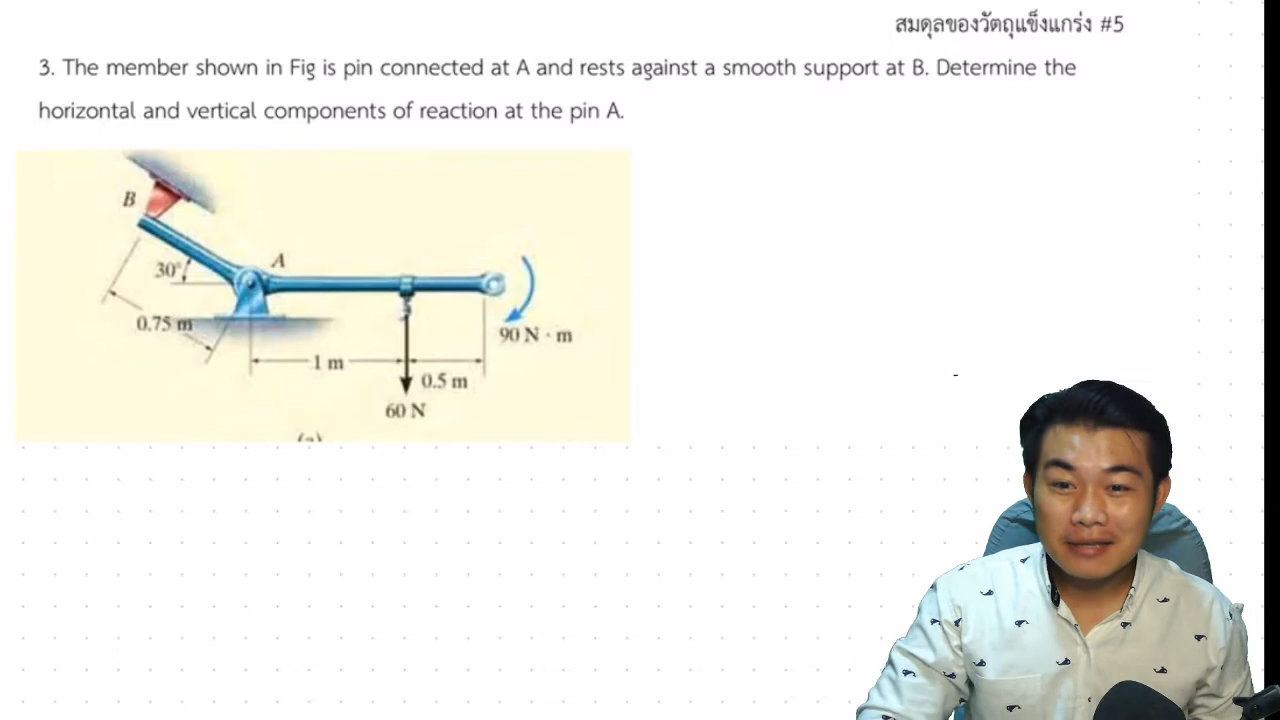 สมดุลของวัตถุแข็งแกร่ง #5
3. The member shown in Fig is pin connected at A and rests against a smooth support at B. Determine the
horizontal and vertical components of reaction at the pin A.
B
A
30°
0.75 m
90 N · m
1 m
0.5 m
60 N